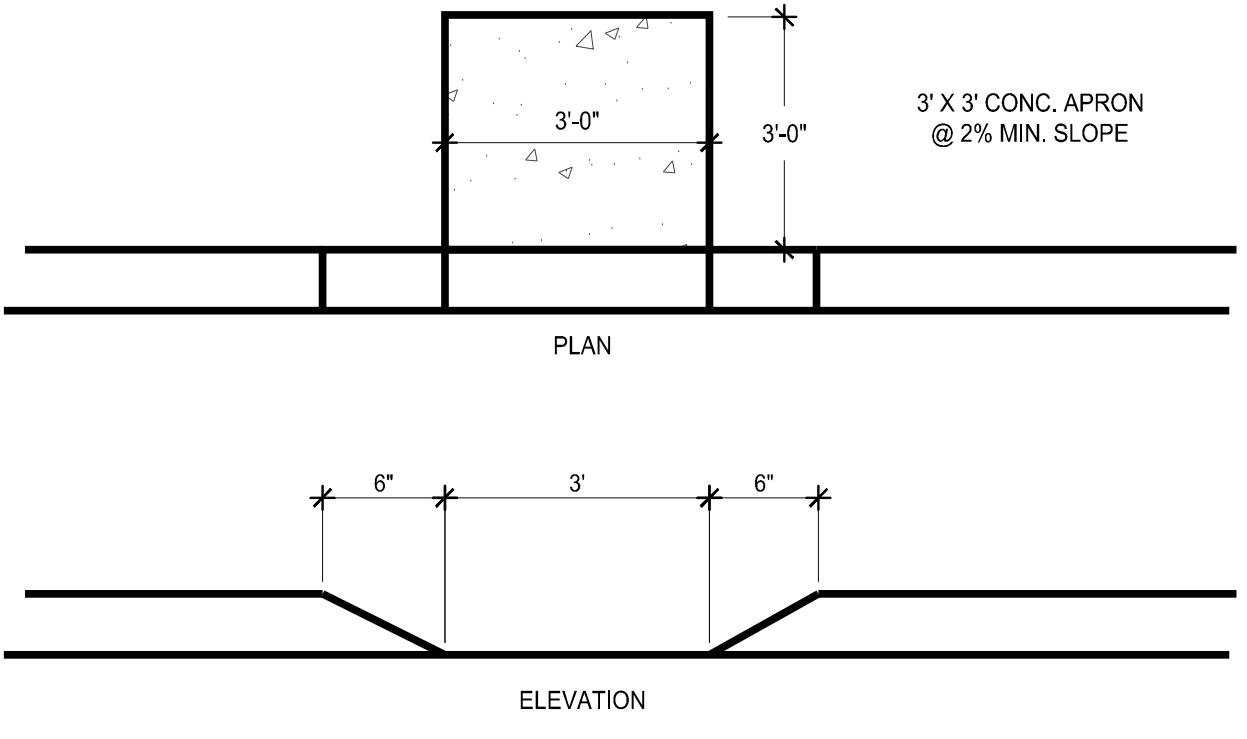 3'-0"
3'-0"
3' X 3' CONC. APRON
@ 2% MIN. SLOPE
PLAN
6"
3'
6"
ELEVATION